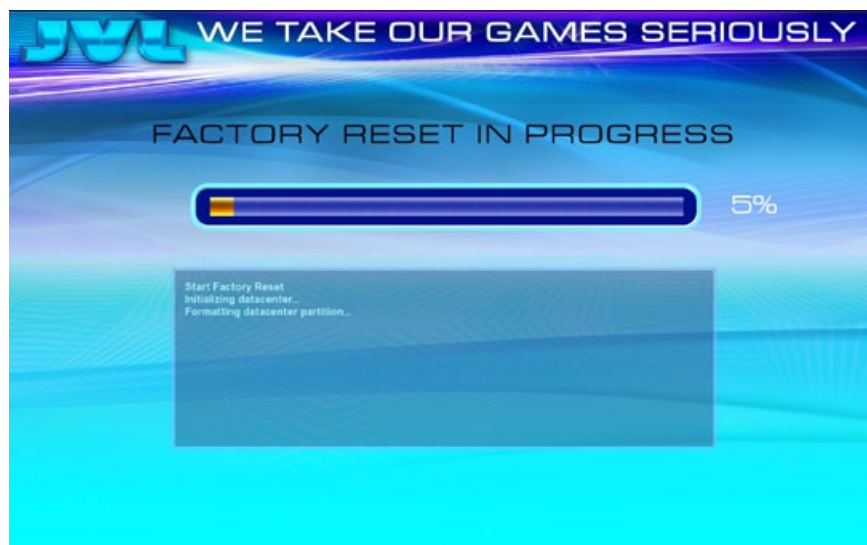 JVL WE TAKE OUR GAMES SERIOUSLY
FACTORY RESET IN PROGRESS
5%
Start Factory Reset
Initializing datacenter...
Formatting datacenter partition...